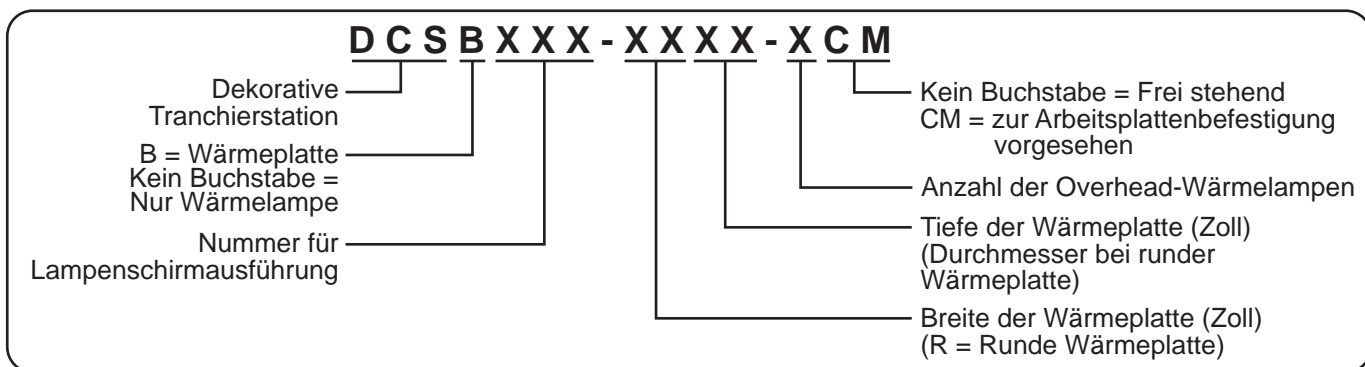 D C S B X X X - X X X X - X C M
Dekorative
Tranchierstation
B = Wärmeplatte
Kein Buchstabe =
Nur Wärmelampe
Nummer für
Lampenschirmausführung
Kein Buchstabe = Frei stehend
CM = zur Arbeitsplattenbefestigung
vorgesehen
Anzahl der Overhead-Wärmelampen
Tiefe der Wärmeplatte (Zoll)
(Durchmesser bei runder
Wärmeplatte)
Breite der Wärmeplatte (Zoll)
(R = Runde Wärmeplatte)